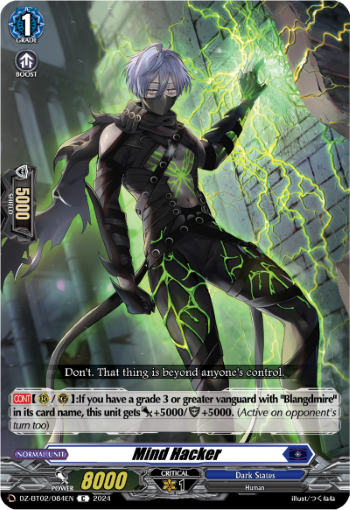 1
GRADE
BOOST
5000
SHIELD
Don't. That thing is beyond anyone's control.
CONT【VC/GC】:If you have a grade 3 or greater vanguard with "Blangdmire"
in its card name, this unit gets +5000/ +5000. (Active on opponent's
turn too)
NORMAL UNIT
Mind Hacker
POWER 8000
CRITICAL
1
Dark States
Human
D DZ-BT02/084EN C 2024
illust/つくねね